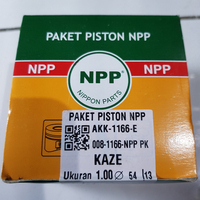 PAKET PISTON NPP
NPP
NPP
NPP
NIPPON PARTS
PAKET PISTON NPP
AKK-1166-E
008-1166-NPP PK
KAZE
Ukuran 1.00 Ø 54 13